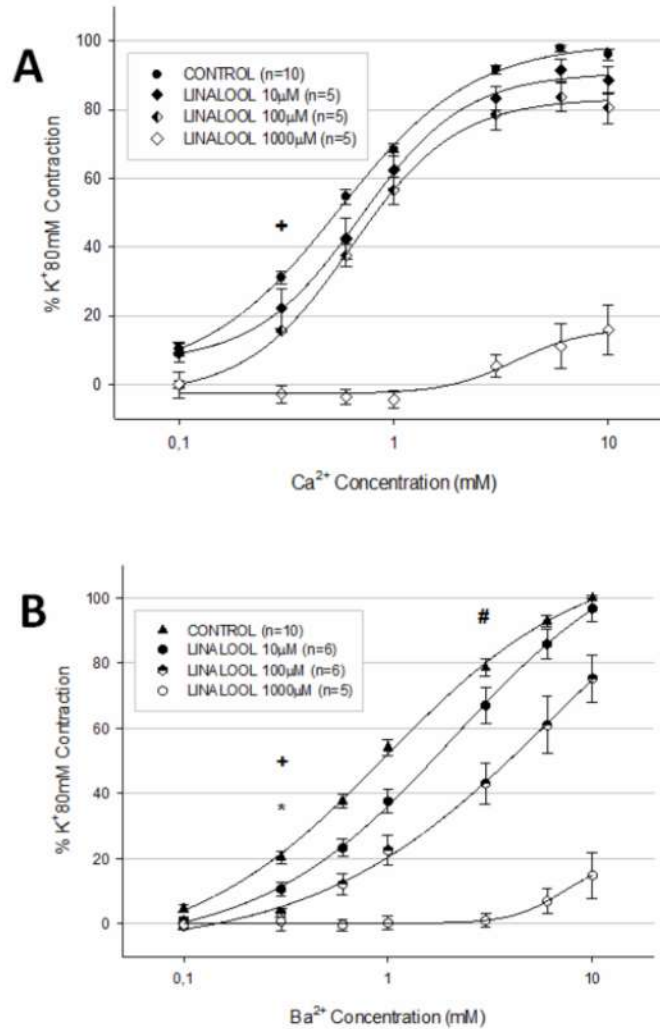 A
100
80
60
40
20
0
% K⁺80mM Contraction
CONTROL (n=10)
LINALOOL 10µM (n=5)
LINALOOL 100µM (n=5)
LINALOOL 1000µM (n=5)
+
0,1
1
10
Ca²⁺ Concentration (mM)
B
100
80
60
40
20
0
% K⁺80mM Contraction
CONTROL (n=10)
LINALOOL 10µM (n=6)
LINALOOL 100µM (n=6)
LINALOOL 1000µM (n=5)
#
+
*
0,1
1
10
Ba²⁺ Concentration (mM)